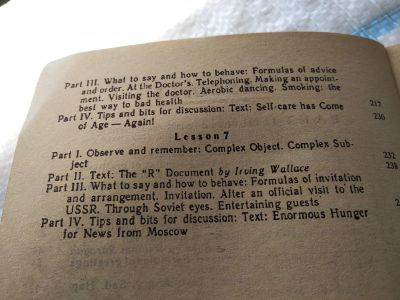 Part III. What to say and how to behave: Formulas of advice
and order. At the Doctor's. Telephoning. Making an appoint-
ment. Visiting the doctor. Aerobic dancing. Smoking: the
best way to bad health 217
Part IV. Tips and bits for discussion: Text: Self-care has Come
of Age — Again! 230
Lesson 7
Part I. Observe and remember: Complex Object. Complex Sub-
ject 232
Part II. Text: The "R" Document by Irving Wallace 238
Part III. What to say and how to behave: Formulas of invitation
and arrangement. Invitation. After an official visit to the
USSR. Through Soviet eyes. Entertaining guests
Part IV. Tips and bits for discussion: Text: Enormous Hunger
for News from Moscow